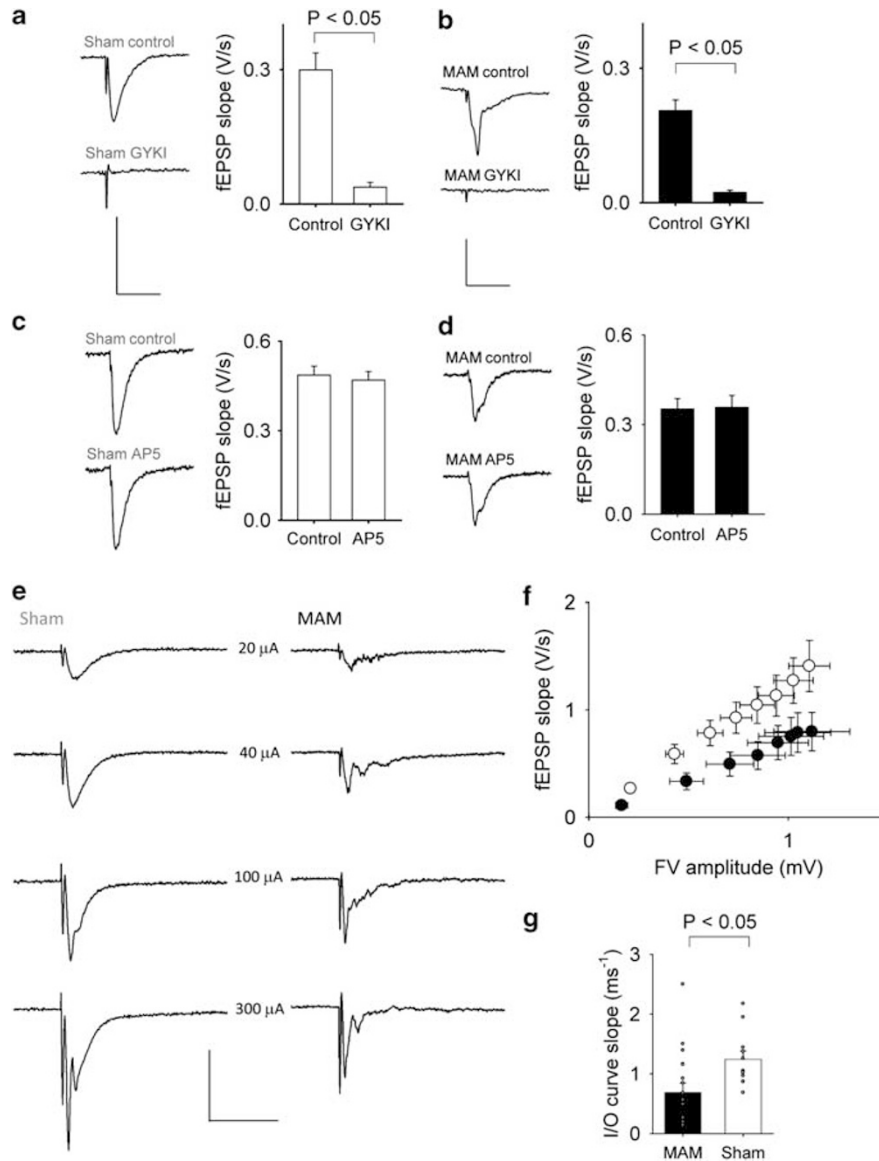 a
Sham control
Sham GYKI
P < 0.05
fEPSP slope (V/s)
0.3
0.0
Control GYKI
b
MAM control
MAM GYKI
P < 0.05
fEPSP slope (V/s)
0.3
0.0
Control GYKI
c
Sham control
Sham AP5
fEPSP slope (V/s)
0.6
0.3
0.0
Control AP5
d
MAM control
MAM AP5
fEPSP slope (V/s)
0.6
0.3
0.0
Control AP5
e
Sham MAM
20 µA
40 µA
100 µA
300 µA
f
fEPSP slope (V/s)
2
1
0
0 1
FV amplitude (mV)
g
P < 0.05
I/O curve slope (ms⁻¹)
3
2
1
0
MAM Sham